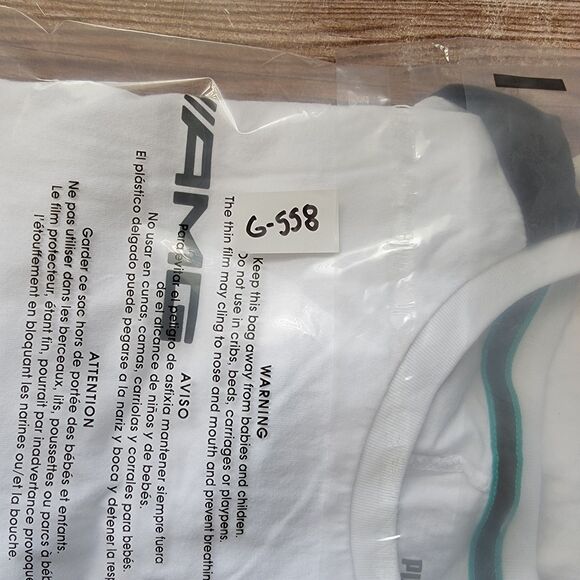 AMG
G-558
WARNING
Keep this bag away from babies and children.
Do not use in cribs, beds, carriages or playpens.
The thin film may cling to nose and mouth and prevent breathin
AVISO
Para evitar el peligro de asfixia mantener siempre fuera
de el alcance de niños y de bebés.
No usar en cunas, camas, carriolas y corrales para bebés.
El plástico delgado puede pegarse a la nariz y boca y detener la resp
ATTENTION
Garder ce sac hors de portée des bébés et enfants.
Ne pas utiliser dans les berceaux, lits, poussettes ou parcs à béb
Le film protecteur, étant fin, pourrait par inadvertance provoque
l'étouffement en bloquant les narines ou/et la bouche.